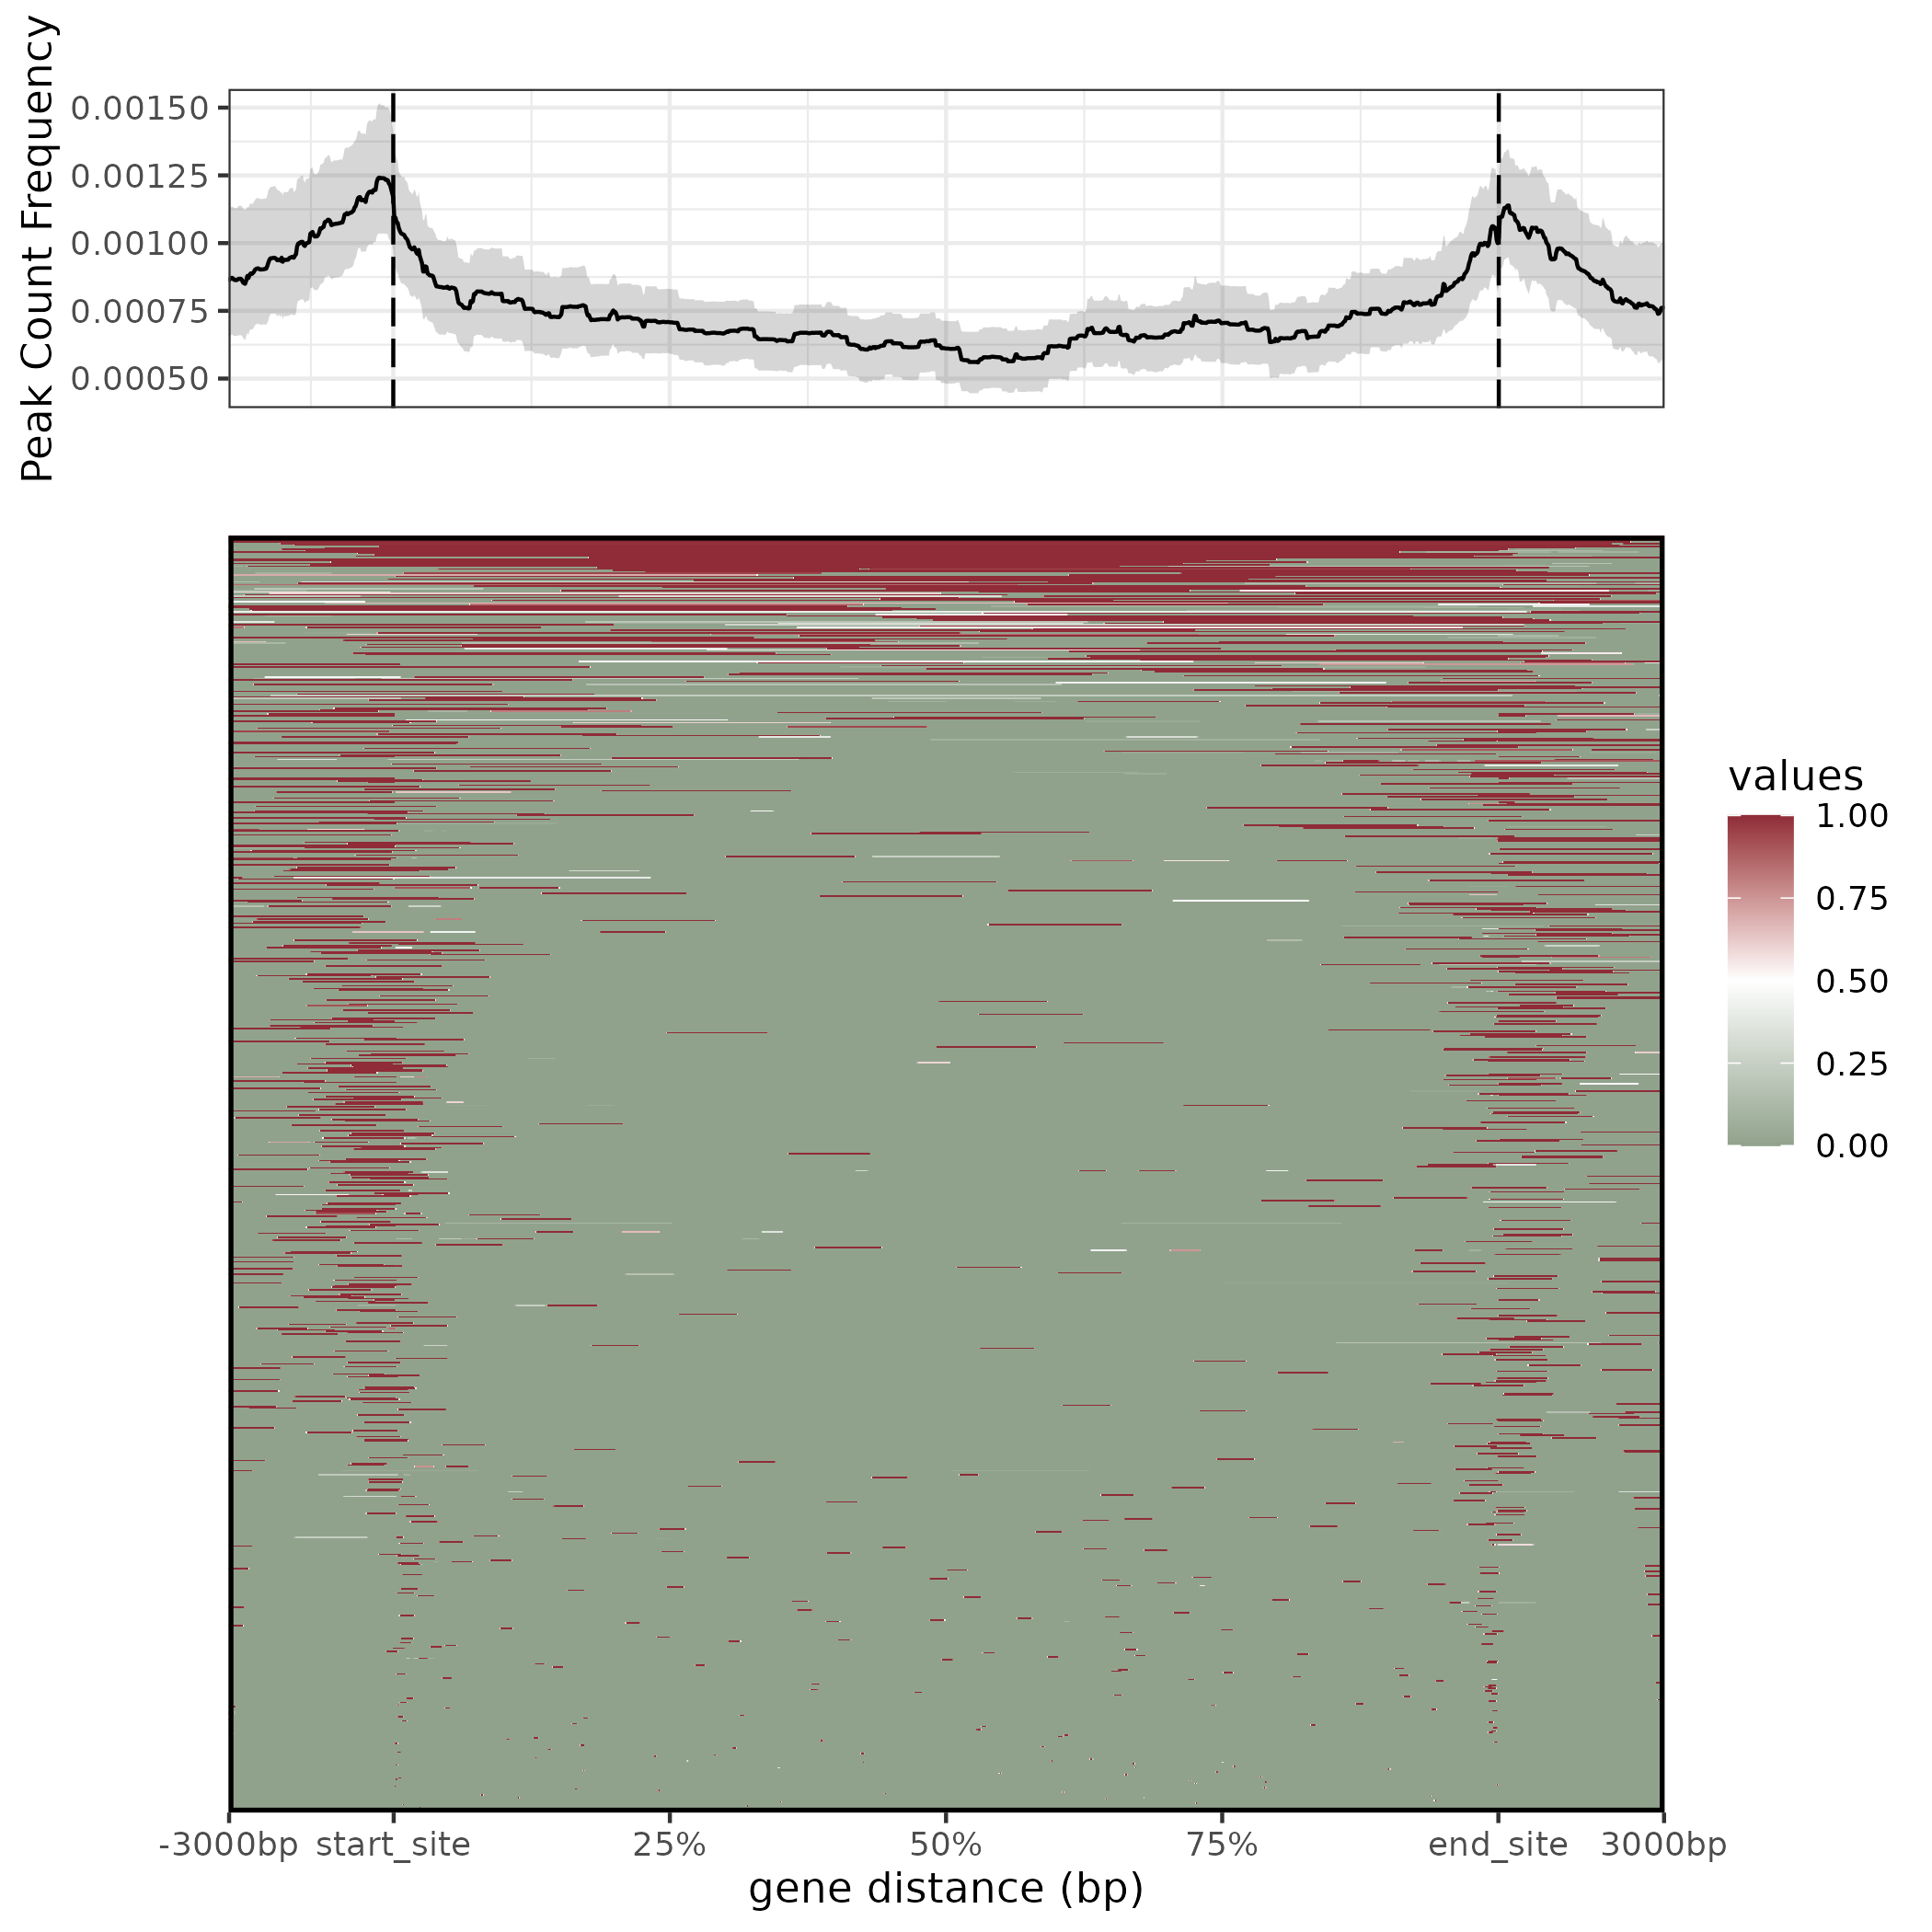 Peak Count Frequency
0.00150
0.00125
0.00100
0.00075
0.00050
values
1.00
0.75
0.50
0.25
0.00
-3000bp start_site 25% 50% 75% end_site 3000bp
gene distance (bp)